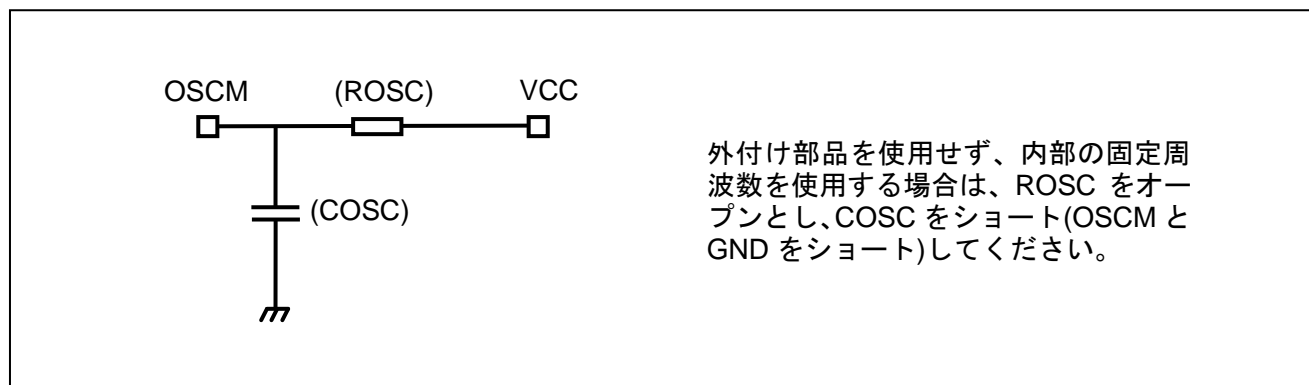 OSCM (ROSC) VCC
(COSC)
外付け部品を使用せず、内部の固定周
波数を使用する場合は、ROSC をオー
プンとし、COSC をショート(OSCM と
GND をショート)してください。